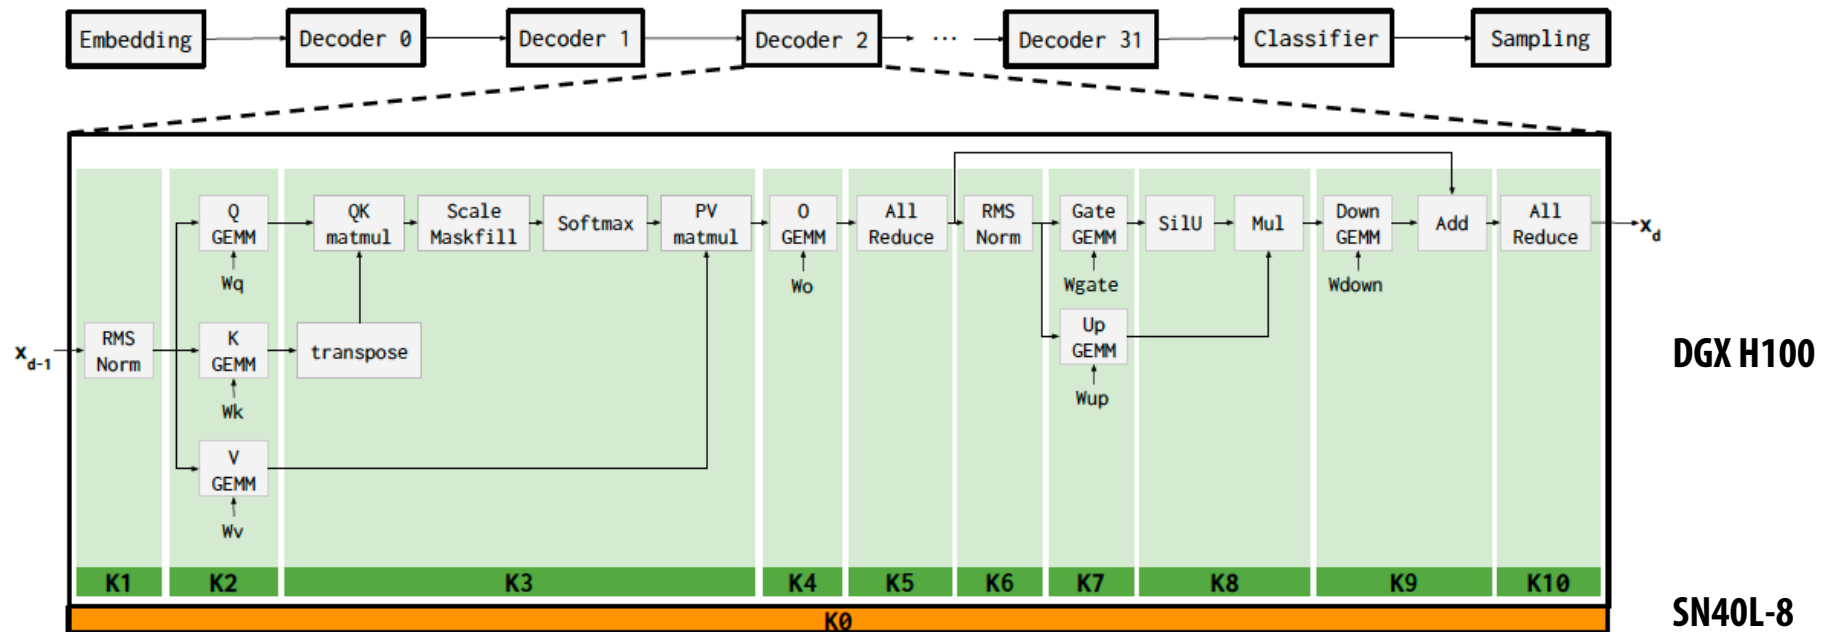 Embedding
Decoder 0
Decoder 1
Decoder 2
...
Decoder 31
Classifier
Sampling
Q
GEMM
Wq
QK
matmul
Scale
Maskfill
Softmax
PV
matmul
O
GEMM
Wo
All
Reduce
RMS
Norm
Gate
GEMM
Wgate
SilU
Mul
Down
GEMM
Wdown
Add
All
Reduce
xd
xd-1
RMS
Norm
K
GEMM
Wk
transpose
Up
GEMM
Wup
V
GEMM
Wv
DGX H100
K1
K2
K3
K4
K5
K6
K7
K8
K9
K10
K0
SN40L-8